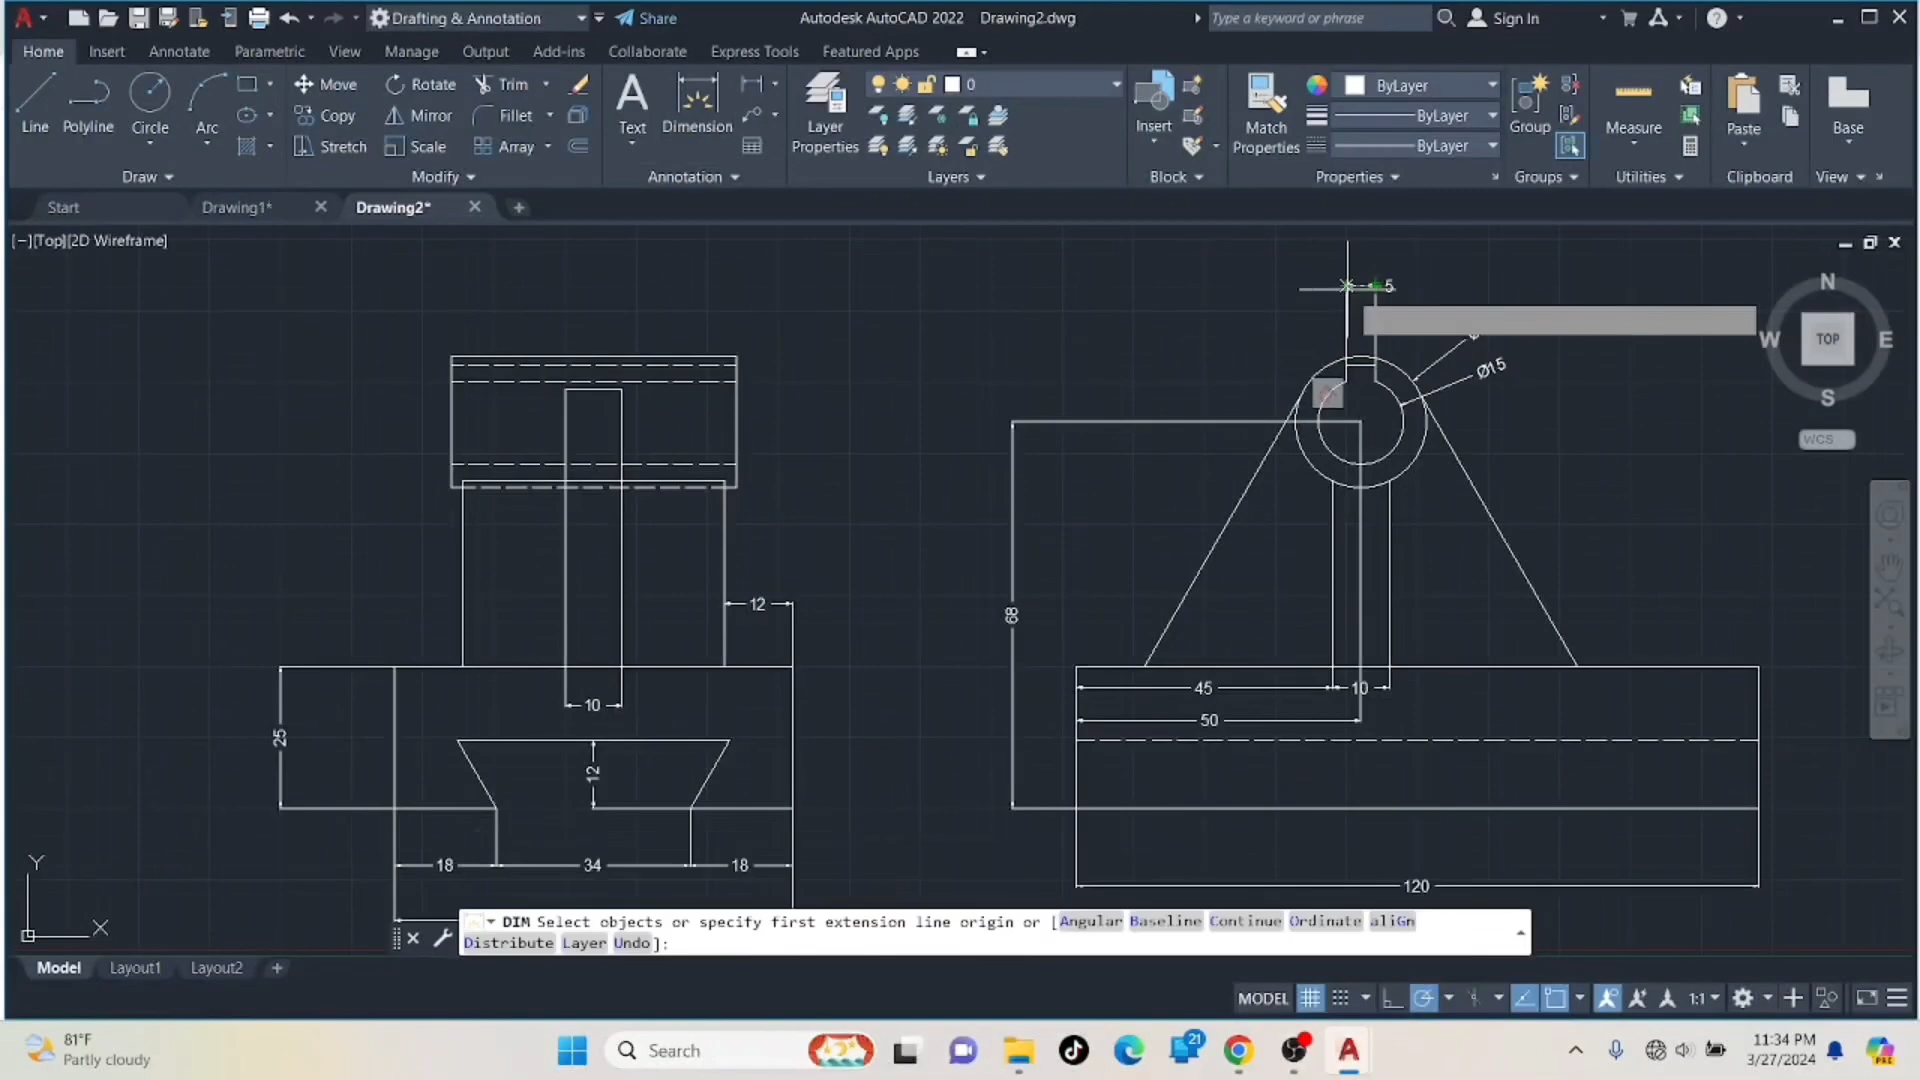 Drafting & Annotation
Share
Autodesk AutoCAD 2022 Drawing2.dwg
Type a keyword or phrase
Sign In
Home Insert Annotate Parametric View Manage Output Add-ins Collaborate Express Tools Featured Apps
Line
Polyline
Circle
Arc
Move
Rotate
Trim
Copy
Mirror
Fillet
Stretch
Scale
Array
Text
Dimension
Layer
Properties
0
Insert
Match
Properties
ByLayer
ByLayer
ByLayer
Group
Measure
Paste
Base
Draw Modify Annotation Layers Block Properties Groups Utilities Clipboard View
Start Drawing1* Drawing2*
[−][Top][2D Wireframe]
N
W TOP E
S
WCS
5
Ø15
12
68
10
45
10
50
25
12
18
34
18
120
Y
X
DIM Select objects or specify first extension line origin or [Angular Baseline Continue Ordinate aliGn
Distribute Layer Undo]:
Model Layout1 Layout2
MODEL
1:1
81°F
Partly cloudy
Search
21
11:34 PM
3/27/2024
PRE